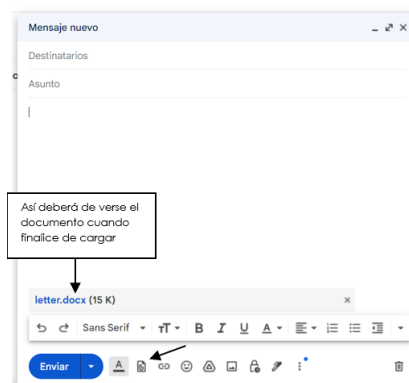 Mensaje nuevo
Destinatarios
Asunto
Así deberá de verse el
documento cuando
finalice de cargar
letter.docx (15 K)
Sans Serif
B I U A
Enviar A